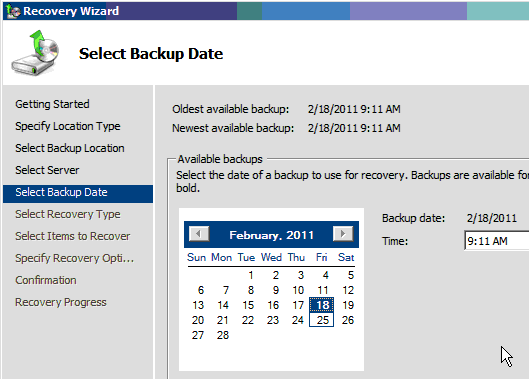 Recovery Wizard
Select Backup Date
Getting Started
Specify Location Type
Select Backup Location
Select Server
Select Backup Date
Select Recovery Type
Select Items to Recover
Specify Recovery Opti...
Confirmation
Recovery Progress
Oldest available backup: 2/18/2011 9:11 AM
Newest available backup: 2/18/2011 9:11 AM
Available backups
Select the date of a backup to use for recovery. Backups are available for
bold.
February, 2011
Sun Mon Tue Wed Thu Fri Sat
1 2 3 4 5
6 7 8 9 10 11 12
13 14 15 16 17 18 19
20 21 22 23 24 25 26
27 28
Backup date: 2/18/2011
Time: 9:11 AM